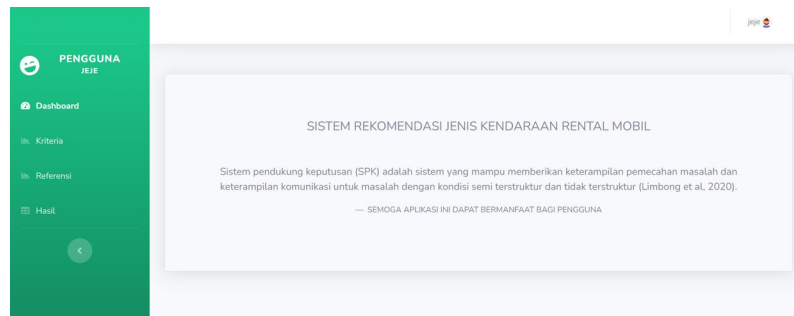 jeje
PENGGUNA
JEJE
Dashboard
Kriteria
Referensi
Hasil
SISTEM REKOMENDASI JENIS KENDARAAN RENTAL MOBIL
Sistem pendukung keputusan (SPK) adalah sistem yang mampu memberikan keterampilan pemecahan masalah dan
keterampilan komunikasi untuk masalah dengan kondisi semi terstruktur dan tidak terstruktur (Limbong et al, 2020).
— SEMOGA APLIKASI INI DAPAT BERMANFAAT BAGI PENGGUNA